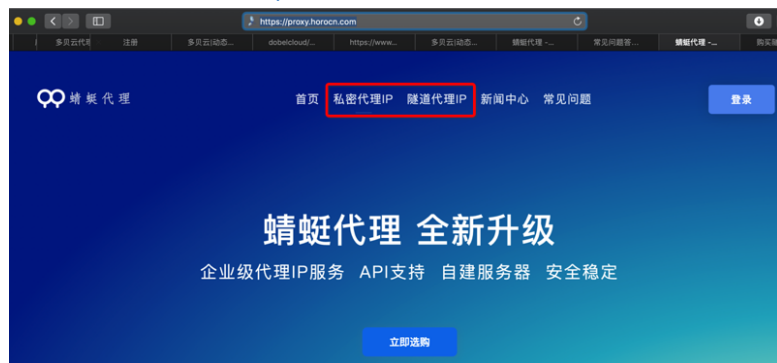 https://proxy.horocn.com
多贝云代理 注册 多贝云|动态... dobelcloud/... https://www... 多贝云|动态... 蜻蜓代理 -... 常见问题答... 蜻蜓代理 -...
蜻蜓代理 首页 私密代理IP 隧道代理IP 新闻中心 常见问题 登录
蜻蜓代理 全新升级
企业级代理IP服务 API支持 自建服务器 安全稳定
立即选购